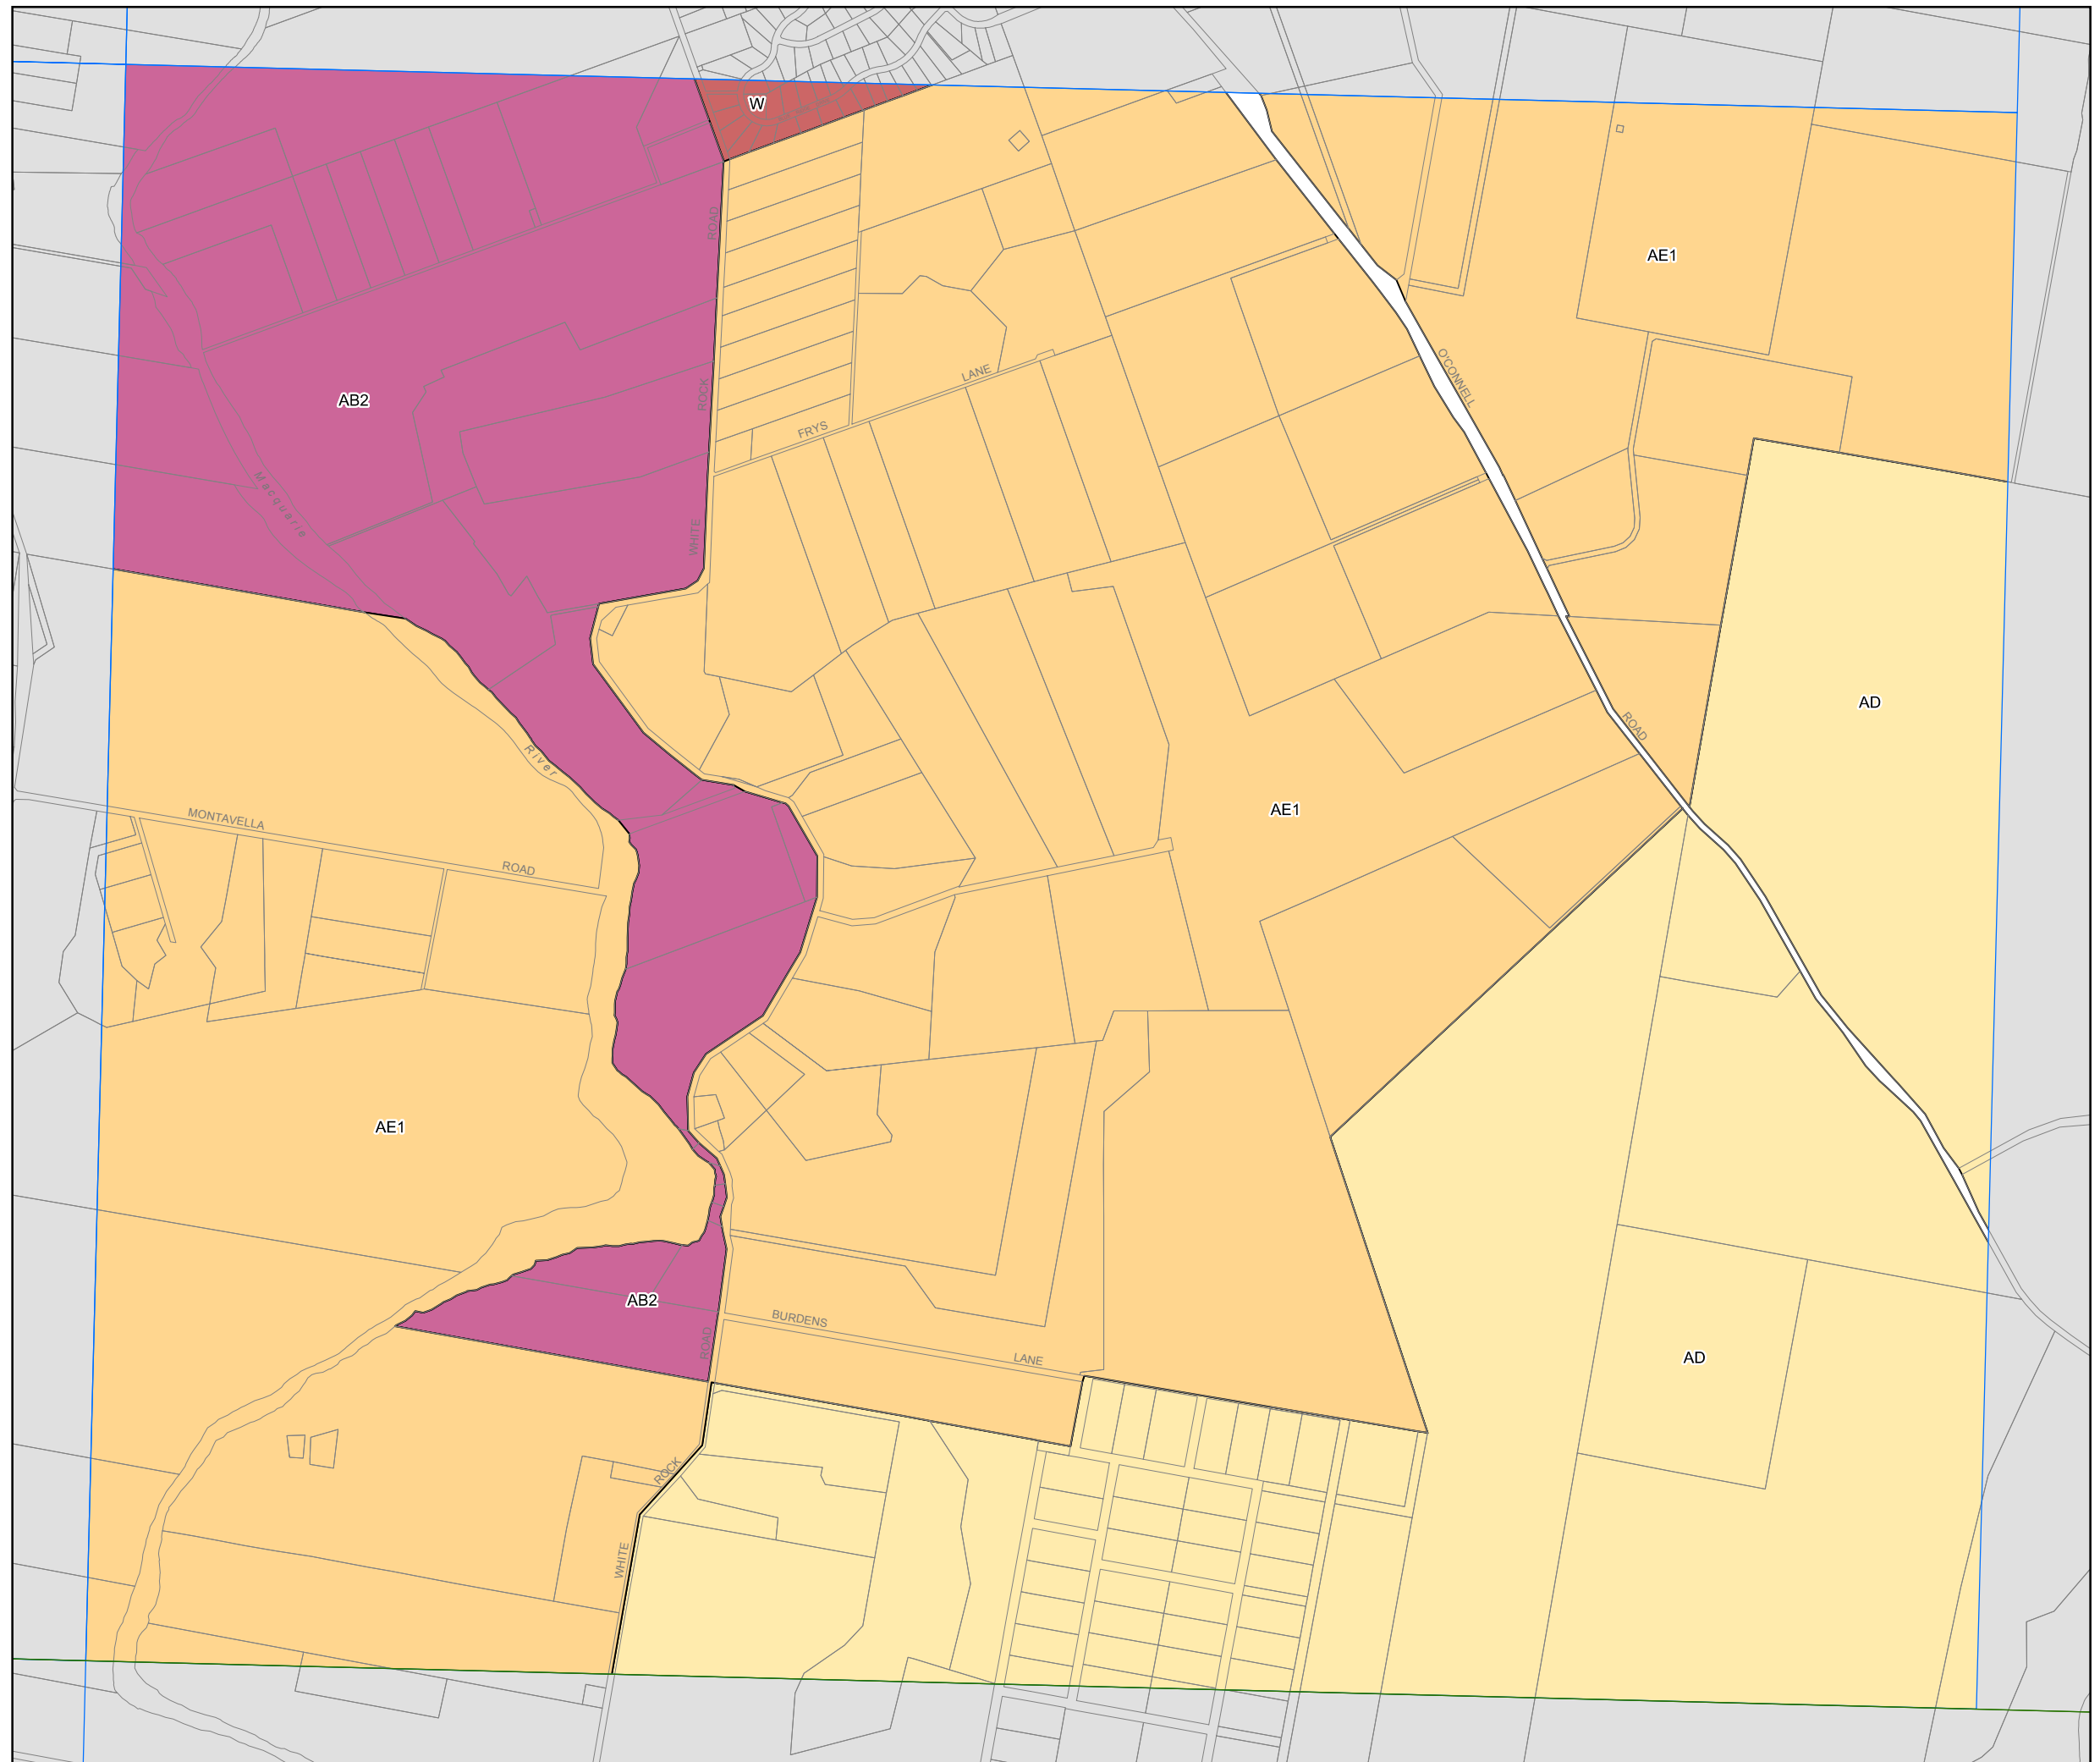 W
ROAD
AE1
O'CONNELL
LANE
ROCK
AB2
FRYS
Macquarie
WHITE
AD
ROAD
River
AE1
MONTAVELLA
ROAD
AE1
AB2
BURDENS
ROAD
LANE
AD
ROCK
WHITE